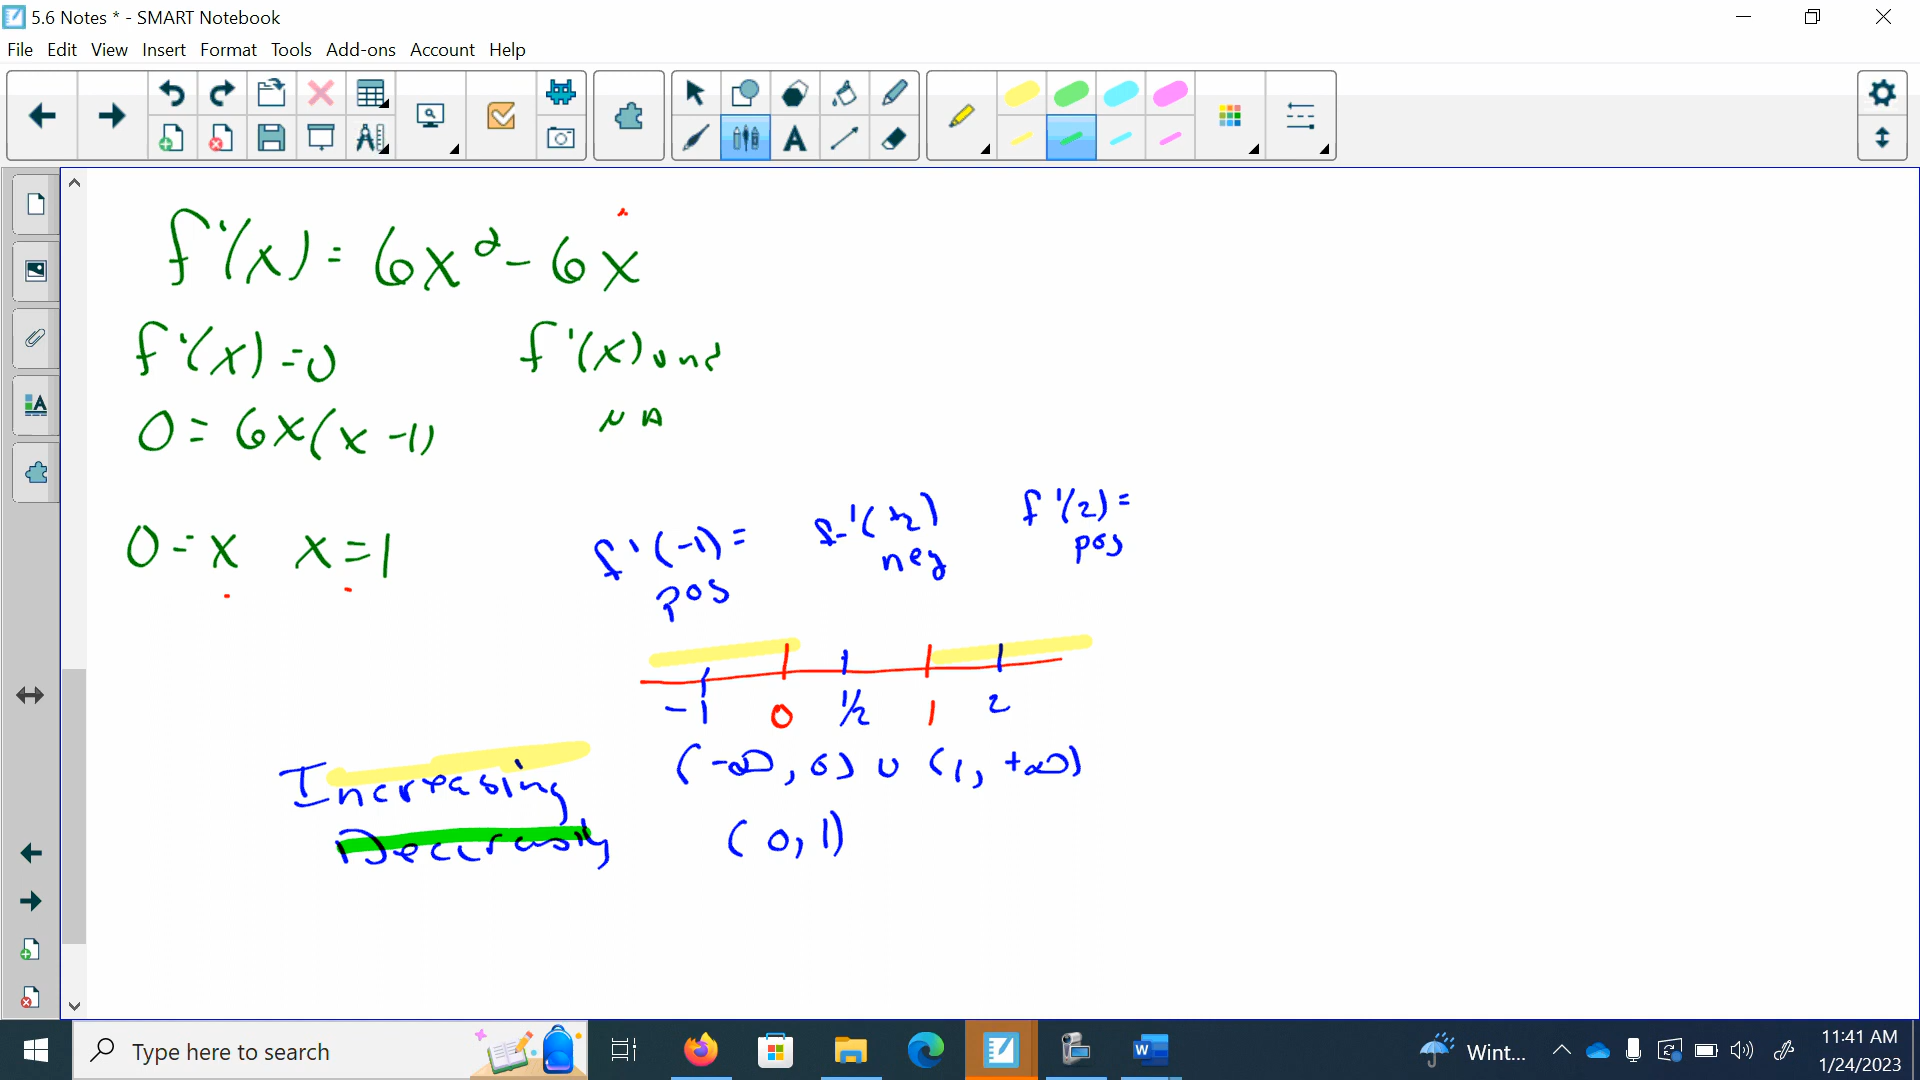 5.6 Notes * - SMART Notebook
File Edit View Insert Format Tools Add-ons Account Help
f'(x) = 6x² - 6x
f'(x) = 0 f'(x) und
0 = 6x(x - 1) NA
0 = x x = 1
f'(-1) = pos
f'(½) neg
f'(2) = pos
-1 0 ½ 1 2
Increasing (-∞, 0) ∪ (1, +∞)
Decreasing (0, 1)
Type here to search
Wint...
11:41 AM
1/24/2023